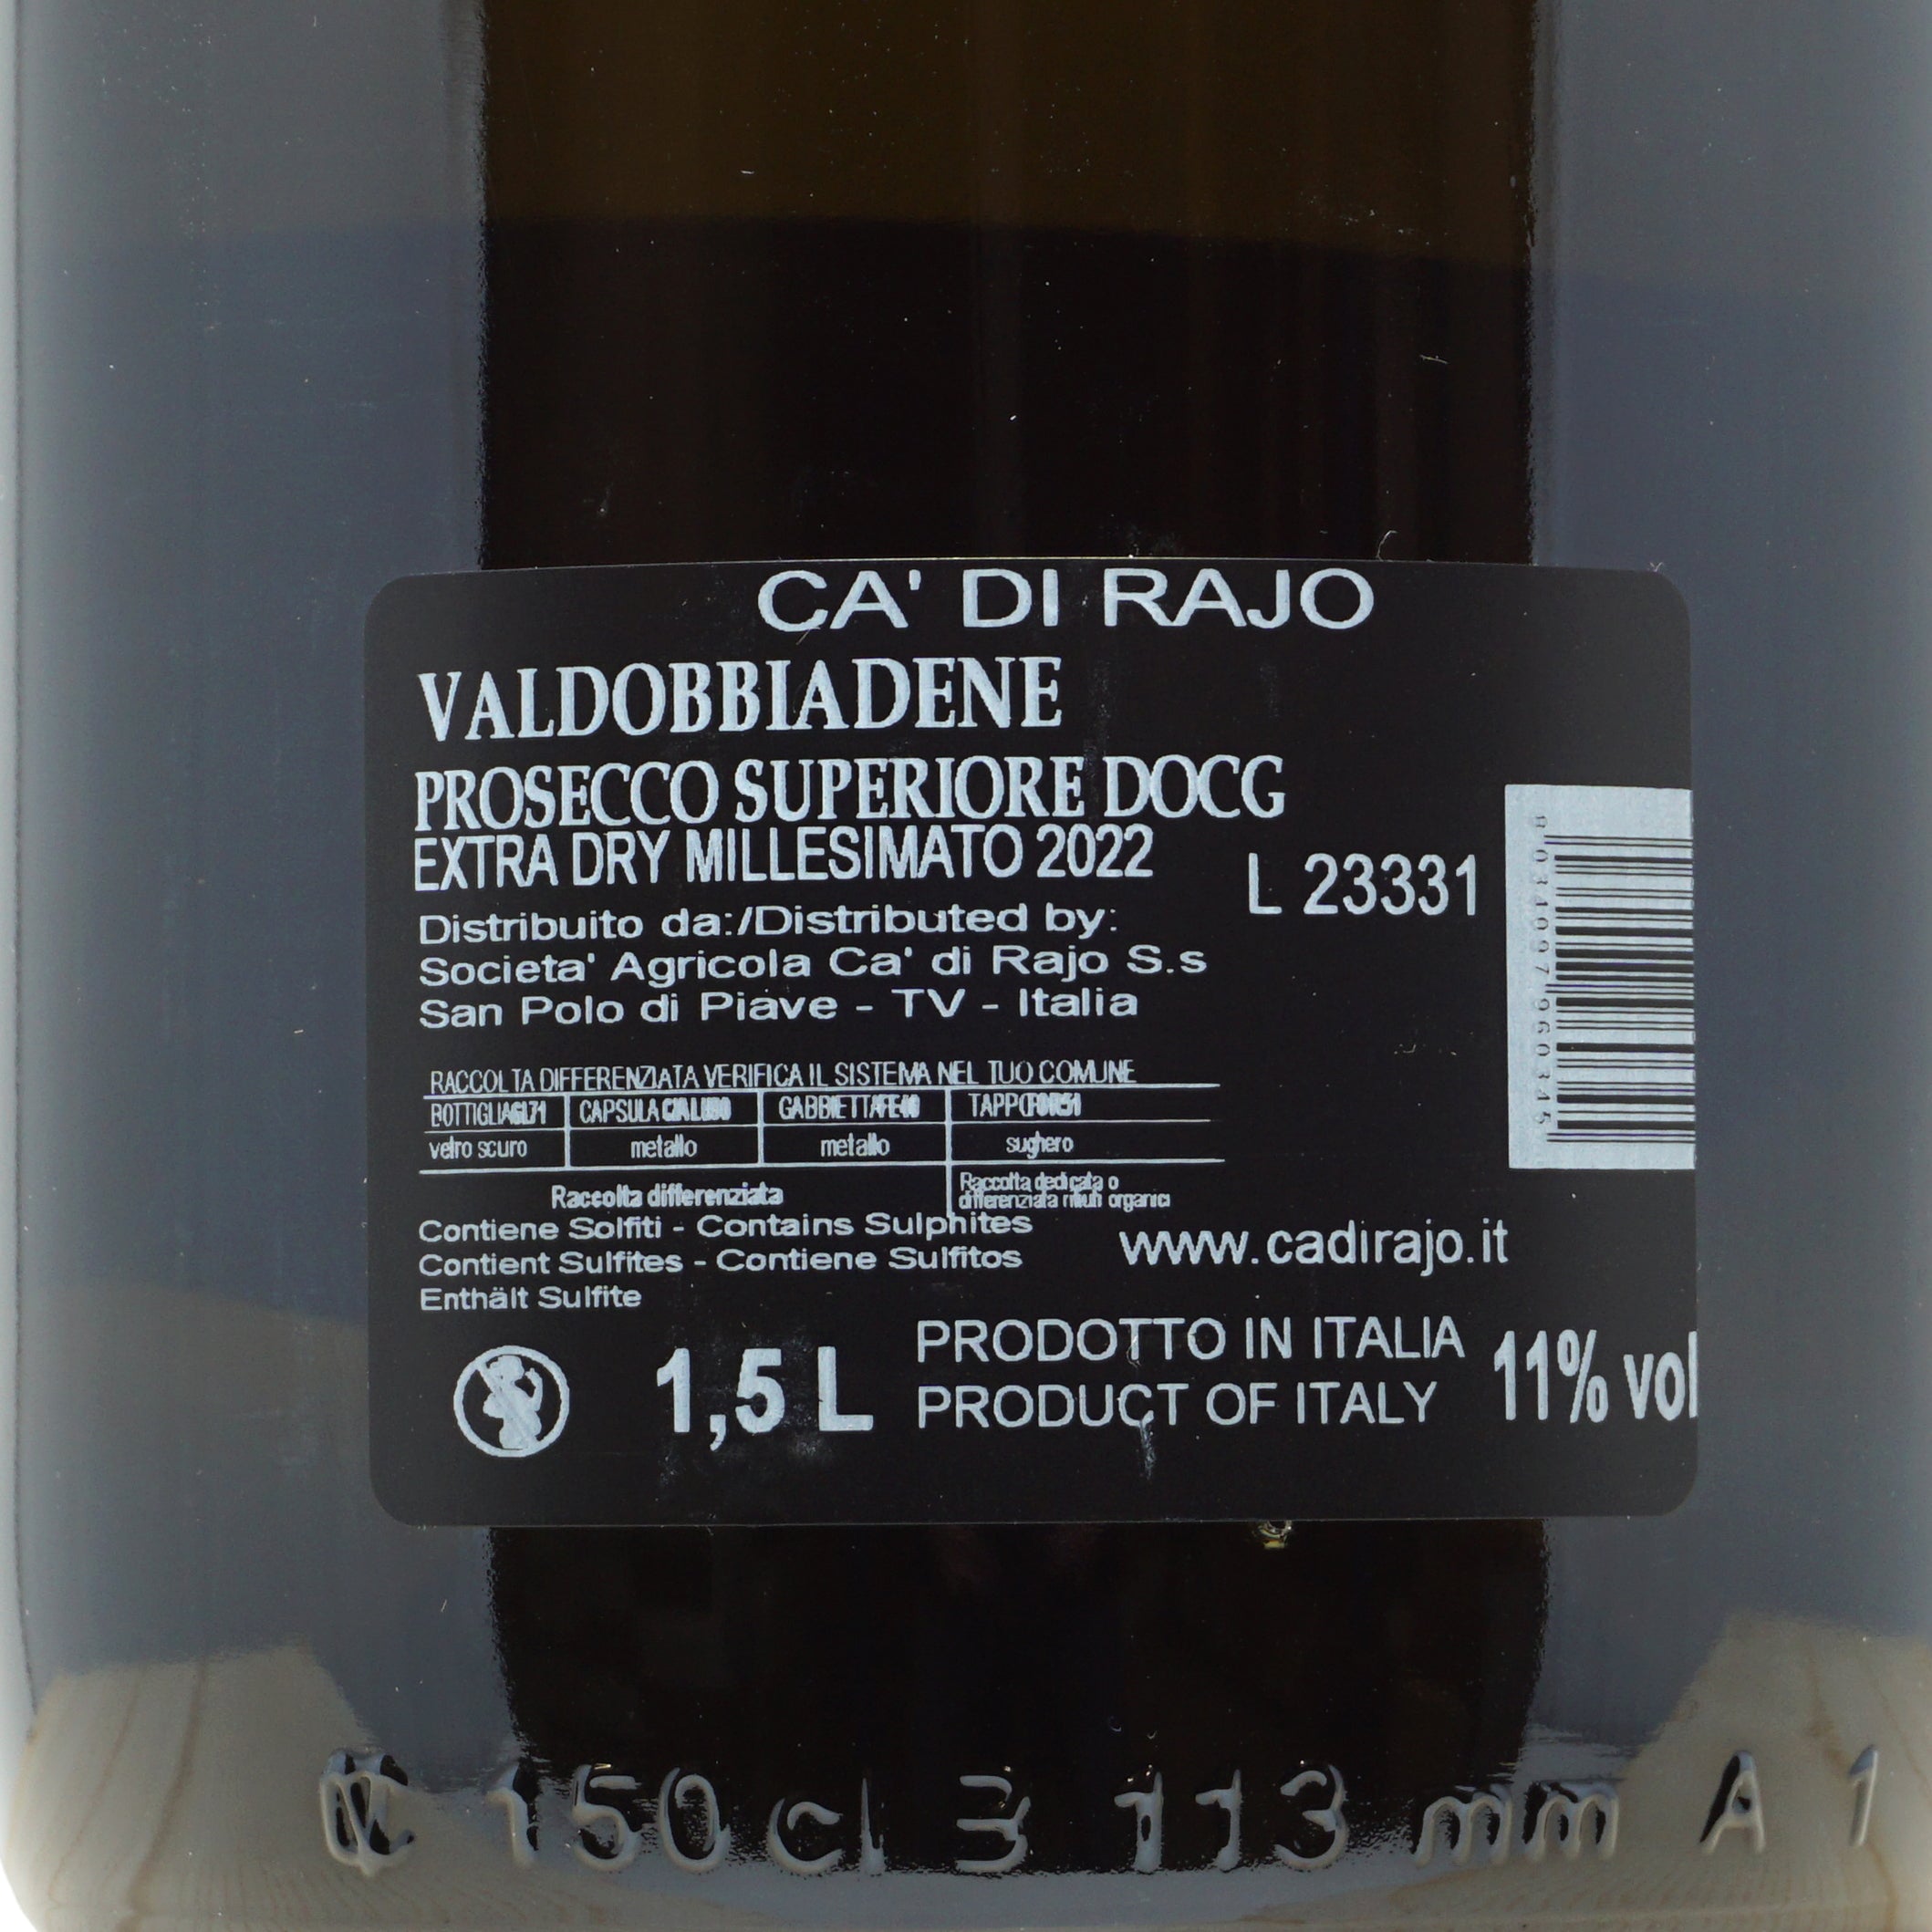 CA' DI RAJO
VALDOBBIADENE
PROSECCO SUPERIORE DOCG
EXTRA DRY MILLESIMATO 2022
L 23331
Distribuito da:/Distributed by:
Societa' Agricola Ca' di Rajo S.s
San Polo di Piave - TV - Italia
RACCOLTA DIFFERENZIATA VERIFICA IL SISTEMA NEL TUO COMUNE
BOTTIGLIA GL71 CAPSULA GABBIETTA FE40 TAPPO FOR51
vetro scuro metallo metallo sughero
Raccolta differenziata
Raccolta dedicata o
differenziata rifiuti organici
Contiene Solfiti - Contains Sulphites
Contient Sulfites - Contiene Sulfitos
Enthält Sulfite
www.cadirajo.it
1,5 L
PRODOTTO IN ITALIA
PRODUCT OF ITALY
11% vol
150 cl 3 113 mm A 1